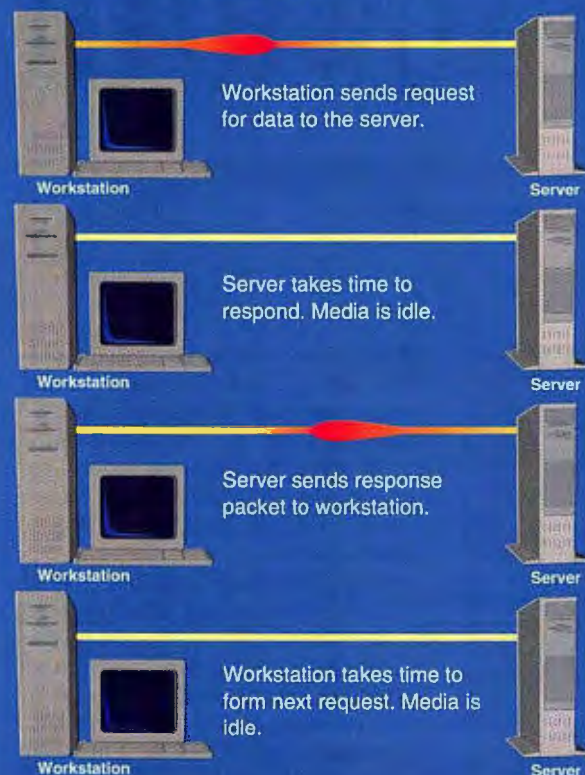 Workstation sends request
for data to the server.
Workstation
Server
Server takes time to
respond. Media is idle.
Workstation
Server
Server sends response
packet to workstation.
Workstation
Server
Workstation takes time to
form next request. Media is
idle.
Workstation
Server